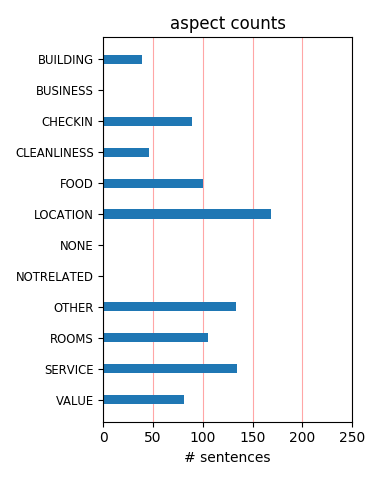 aspect counts
BUILDING
BUSINESS
CHECKIN
CLEANLINESS
FOOD
LOCATION
NONE
NOTRELATED
OTHER
ROOMS
SERVICE
VALUE
0 50 100 150 200 250
# sentences